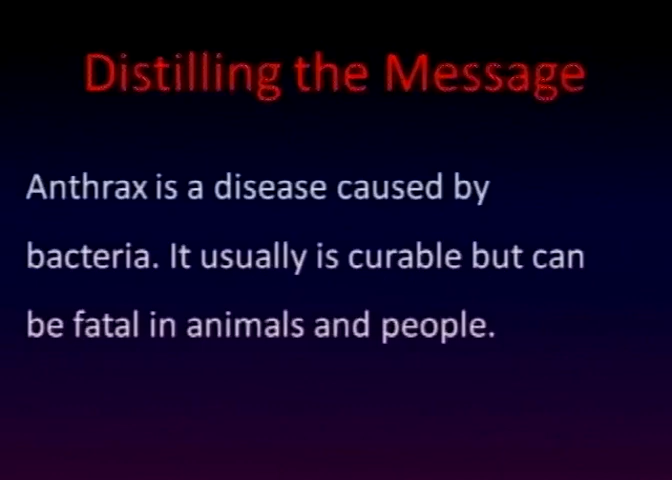 Distilling the Message
Anthrax is a disease caused by
bacteria. It usually is curable but can
be fatal in animals and people.